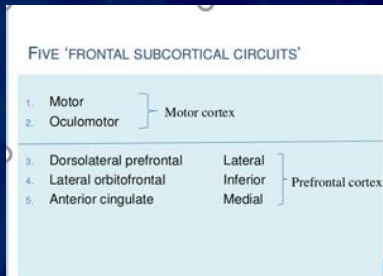 FIVE 'FRONTAL SUBCORTICAL CIRCUITS'
1. Motor
2. Oculomotor
Motor cortex
3. Dorsolateral prefrontal Lateral
4. Lateral orbitofrontal Inferior
5. Anterior cingulate Medial
Prefrontal cortex